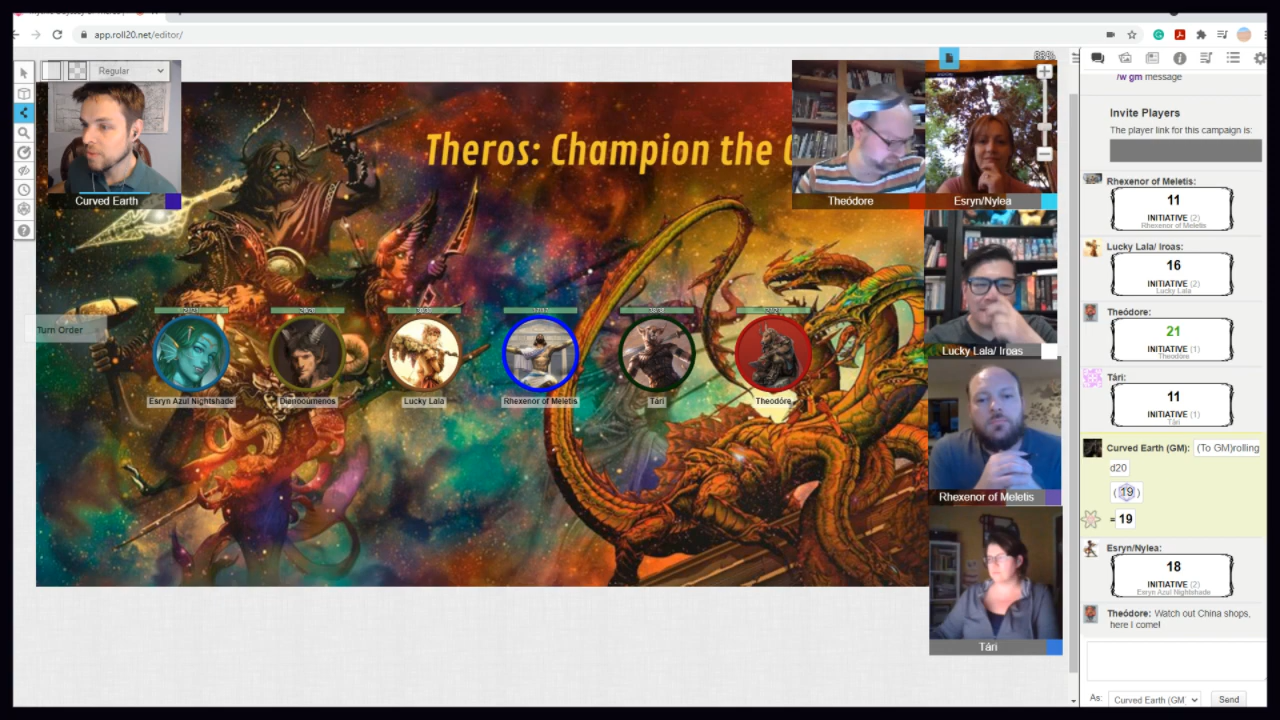 app.roll20.net/editor/
Regular
88%
/w gm message
Invite Players
The player link for this campaign is:
Theros: Champion the
Curved Earth
Theódore
Esryn/Nylea
Rhexenor of Meletis:
11
INITIATIVE (2)
Rhexenor of Meletis
Lucky Lala/ Iroas:
16
INITIATIVE (2)
Lucky Lala
Theódore:
21
INITIATIVE (1)
Theodore
Turn Order
Lucky Lala/ Iroas
Tári:
11
INITIATIVE (1)
Tári
Esryn Azul Nightshade
Lucky Lala
Rhexenor of Meletis
Tári
Theodore
Curved Earth (GM): (To GM)rolling
d20
(19)
=19
Rhexenor of Meletis
Esryn/Nylea:
18
INITIATIVE (2)
Esryn Azul Nightshade
Theódore: Watch out China shops,
here I come!
Tári
As: Curved Earth (GM) Send